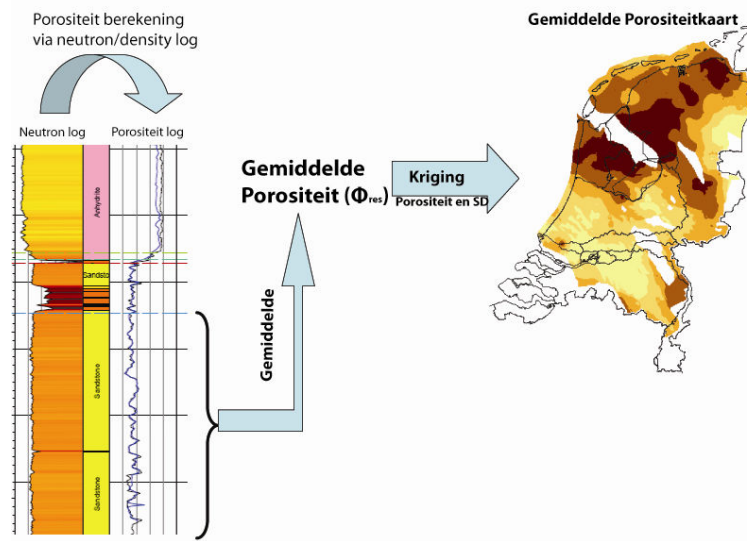 Porositeit berekening
via neutron/density log
Neutron log
Porositeit log
Anhydrite
Sandsto
Sandstone
Sandstone
Gemiddelde
Gemiddelde
Porositeit (Φres)
Kriging
Porositeit en SD
Gemiddelde Porositeitkaart